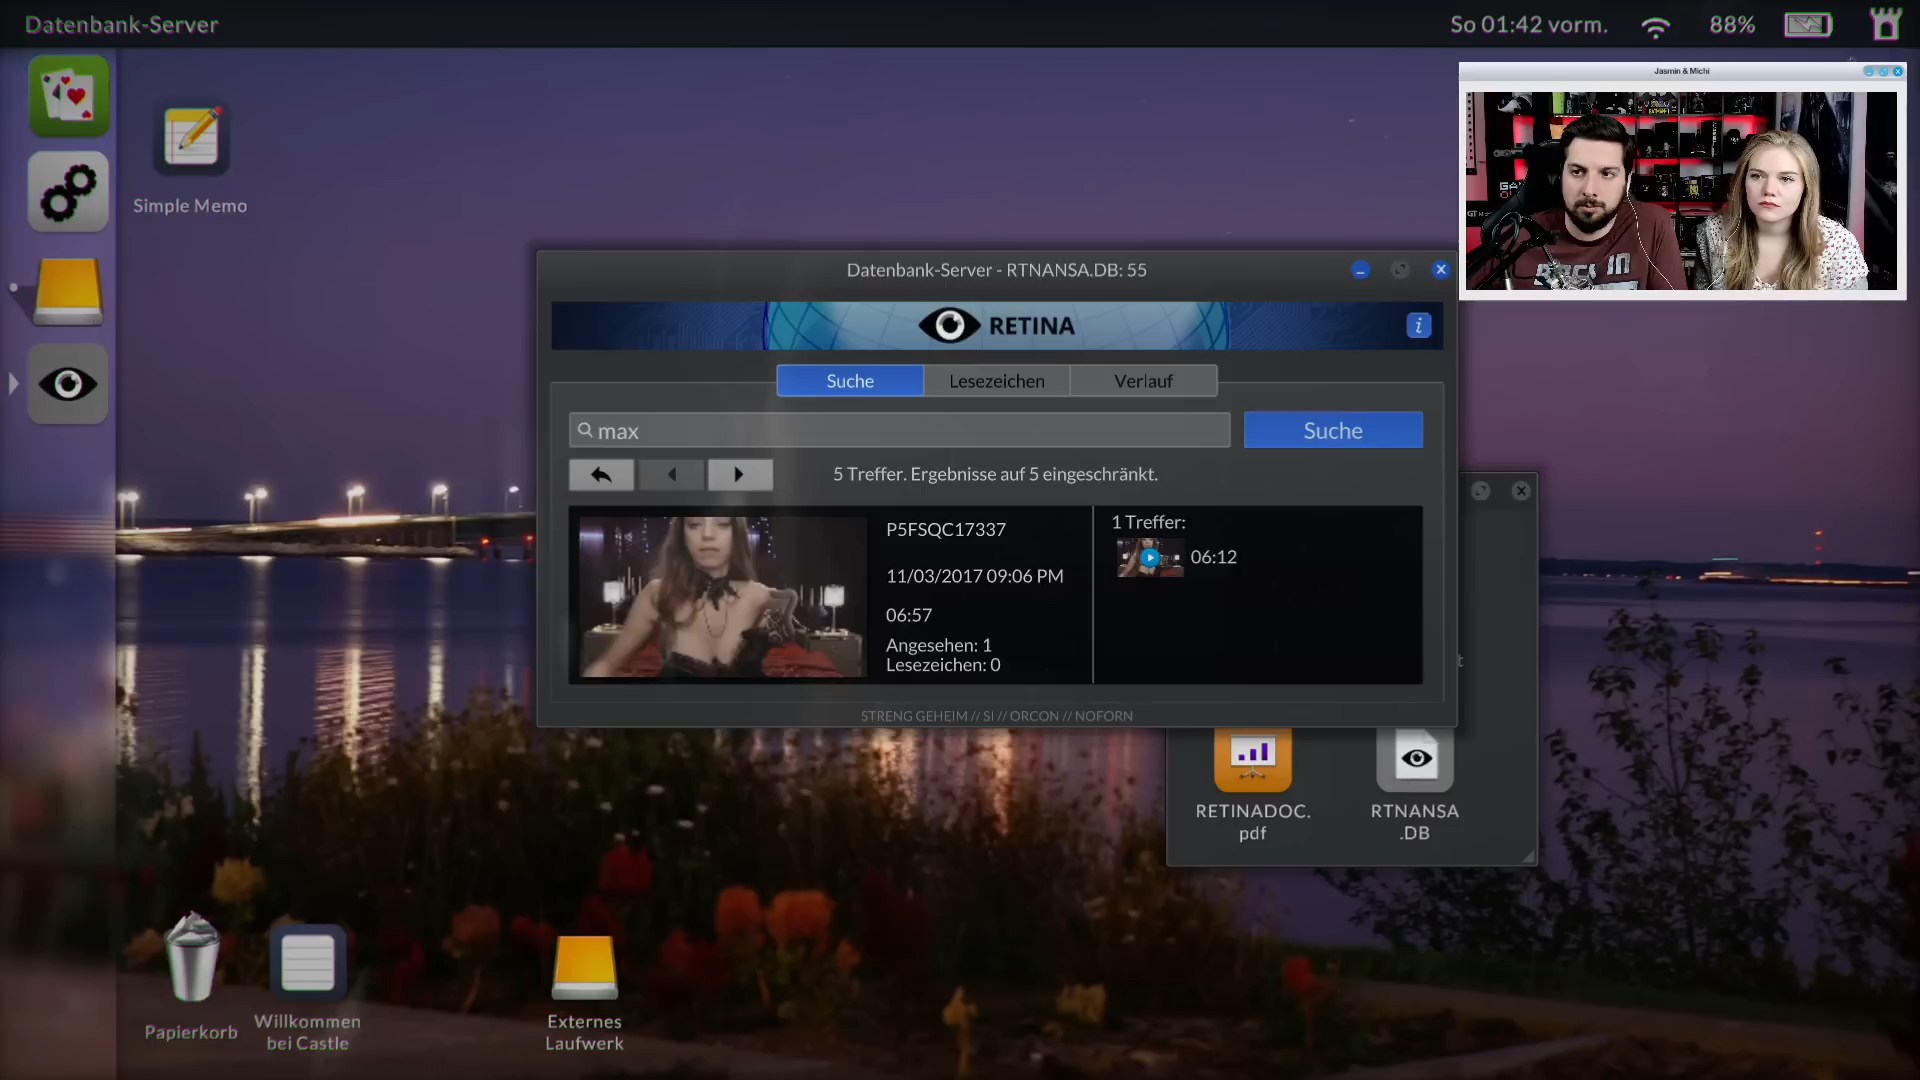 Datenbank-Server
So 01:42 vorm.
88%
Jasmin & Michi
Simple Memo
Datenbank-Server - RTNANSA.DB: 55
RETINA
i
Suche
Lesezeichen
Verlauf
max
Suche
5 Treffer. Ergebnisse auf 5 eingeschränkt.
P5FSQC17337
11/03/2017 09:06 PM
06:57
Angesehen: 1
Lesezeichen: 0
1 Treffer:
06:12
STRENG GEHEIM // SI // ORCON // NOFORN
RETINADOC.
pdf
RTNANSA
.DB
Papierkorb
Willkommen
bei Castle
Externes
Laufwerk